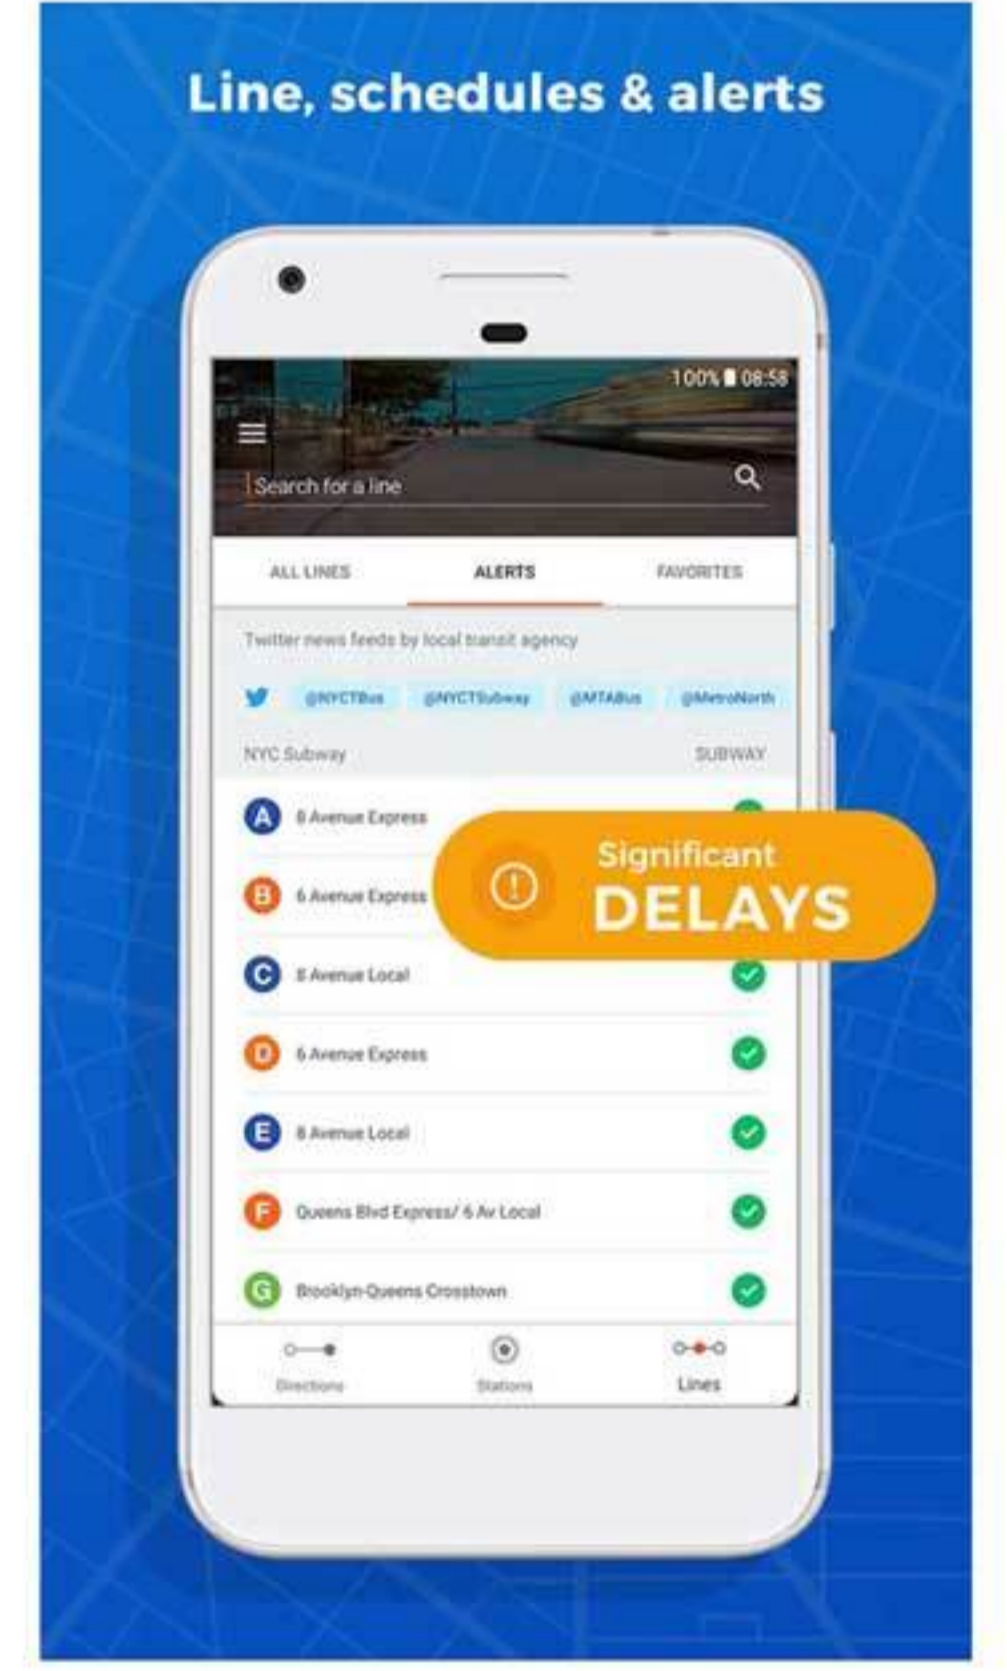 Line, schedules & alerts
100% 08:58
Search for a line
ALL LINES ALERTS FAVORITES
Twitter news feeds by local transit agency
@NYCTBus @NYCTSubway @MTABus @MetroNorth
NYC Subway SUBWAY
A 8 Avenue Express
Significant
DELAYS
B 6 Avenue Express
C 8 Avenue Local
D 6 Avenue Express
E 8 Avenue Local
F Queens Blvd Express/ 6 Av Local
G Brooklyn-Queens Crosstown
Directions Stations Lines